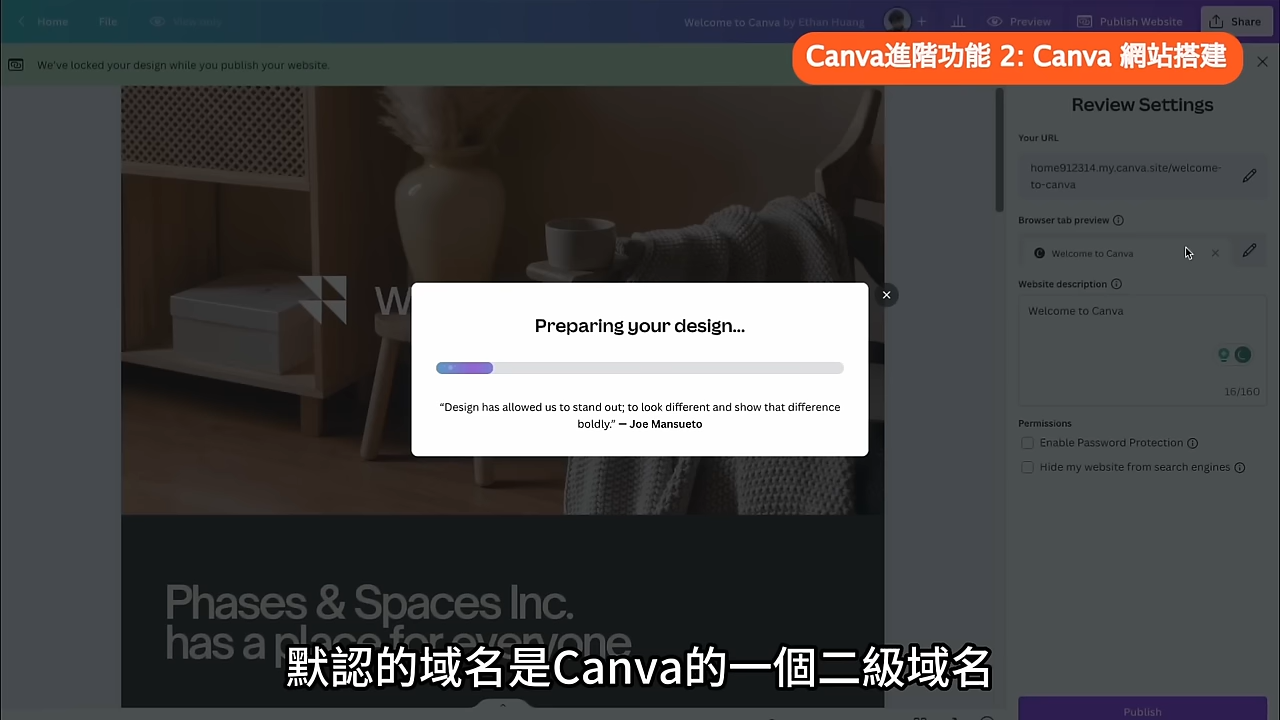 Home File Welcome to Canva by Ethan Huang + Preview Publish Website Share
Canva進階功能 2: Canva 網站搭建
We've locked your design while you publish your website.
Review Settings
Your URL
home912314.my.canva.site/welcome-
to-canva
Browser tab preview
Welcome to Canva
Website description
Welcome to Canva
16/160
Permissions
Enable Password Protection
Hide my website from search engines
Publish
W
Preparing your design...
“Design has allowed us to stand out; to look different and show that difference
boldly.” — Joe Mansueto
Phases & Spaces Inc.
has a place for everyone
默認的域名是Canva的一個二級域名